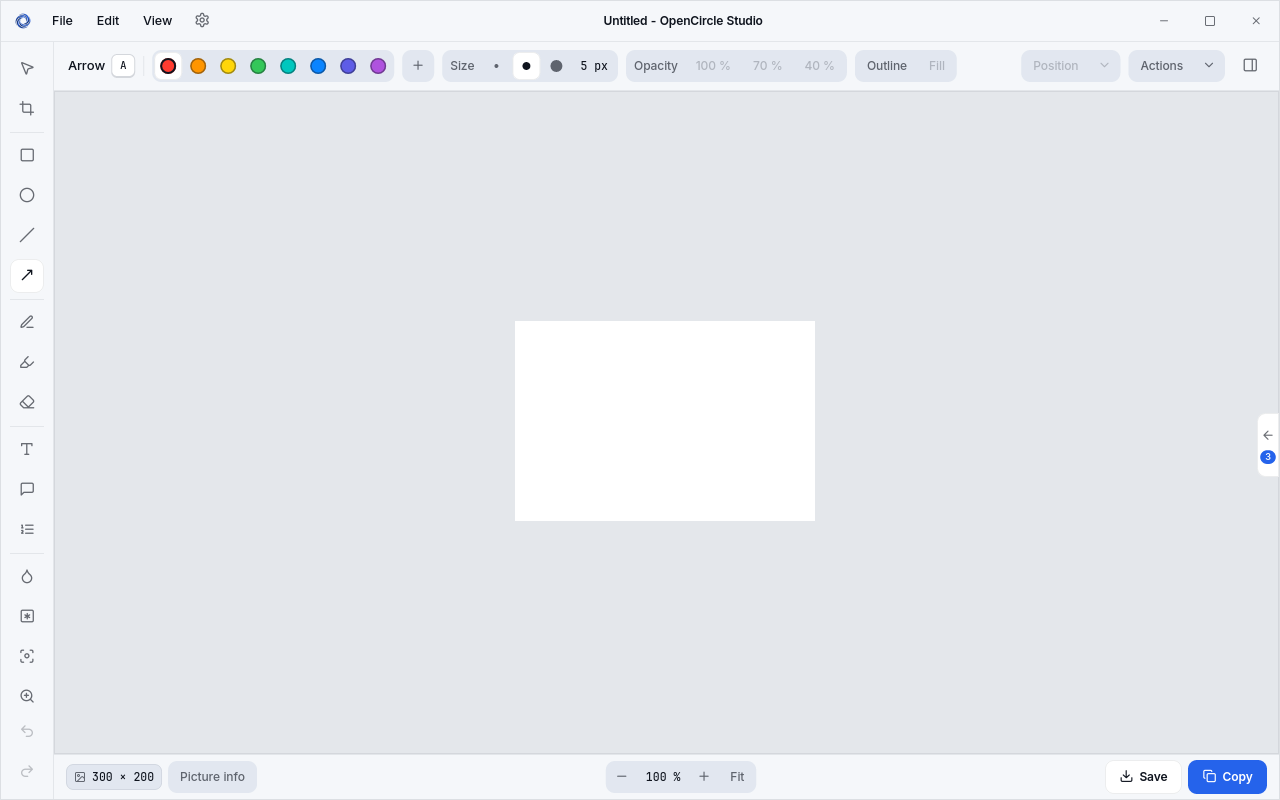 File Edit View Untitled - OpenCircle Studio
Arrow A Size 5 px Opacity 100 % 70 % 40 % Outline Fill Position Actions
3
300 × 200 Picture info 100 % Fit Save Copy